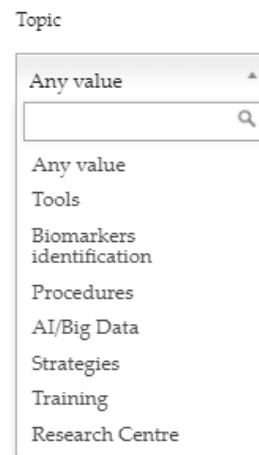 Topic
Any value
Any value
Tools
Biomarkers
identification
Procedures
AI/Big Data
Strategies
Training
Research Centre